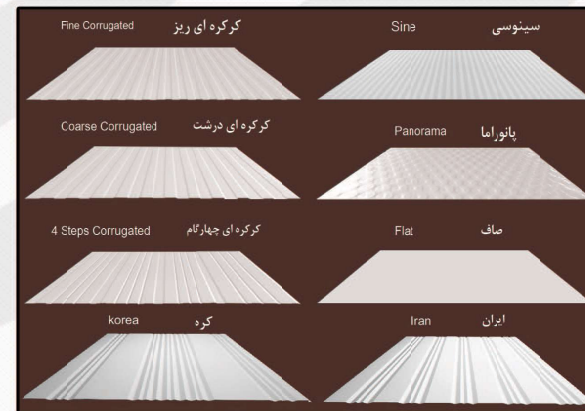 Fine Corrugated کرکره ای ریز
Sine سینوسی
Coarse Corrugated کرکره ای درشت
Panorama پانوراما
4 Steps Corrugated کرکره ای چهارگام
Flat صاف
korea کره
Iran ایران